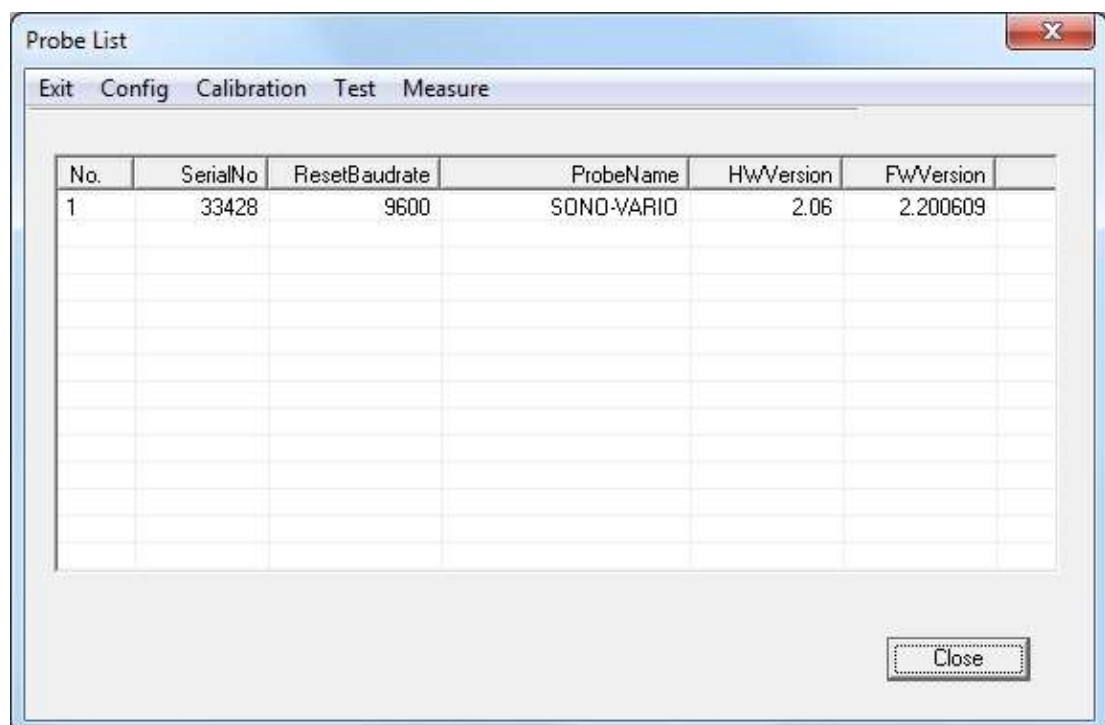 Probe List
Exit Config Calibration Test Measure
No. SerialNo ResetBaudrate ProbeName HWVersion FWVersion
1 33428 9600 SONO-VARIO 2.06 2.200609
Close